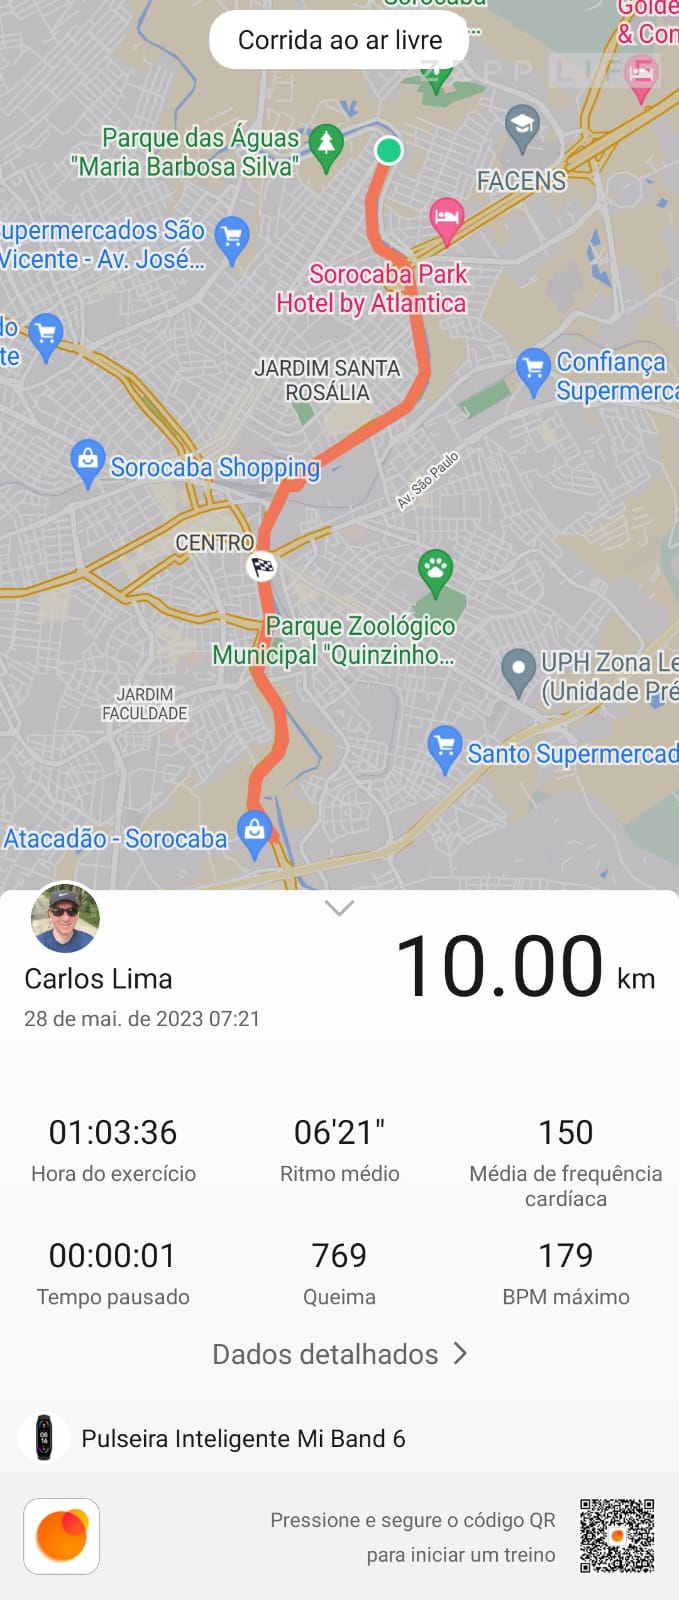 Sorocaba
Golde
& Con
Corrida ao ar livre
ZEPP LIFE
Parque das Águas
"Maria Barbosa Silva"
FACENS
upermercados São
Vicente - Av. José...
Sorocaba Park
Hotel by Atlantica
do
te
JARDIM SANTA
ROSÁLIA
Confiança
Supermerca
Sorocaba Shopping
Av. São Paulo
CENTRO
Parque Zoológico
Municipal "Quinzinho...
UPH Zona Le
(Unidade Pré
JARDIM
FACULDADE
Santo Supermercad
Atacadão - Sorocaba
Carlos Lima
10.00 km
28 de mai. de 2023 07:21
01:03:36
06'21"
150
Hora do exercício
Ritmo médio
Média de frequência
cardíaca
00:00:01
769
179
Tempo pausado
Queima
BPM máximo
Dados detalhados
08
16
Pulseira Inteligente Mi Band 6
Pressione e segure o código QR
para iniciar um treino